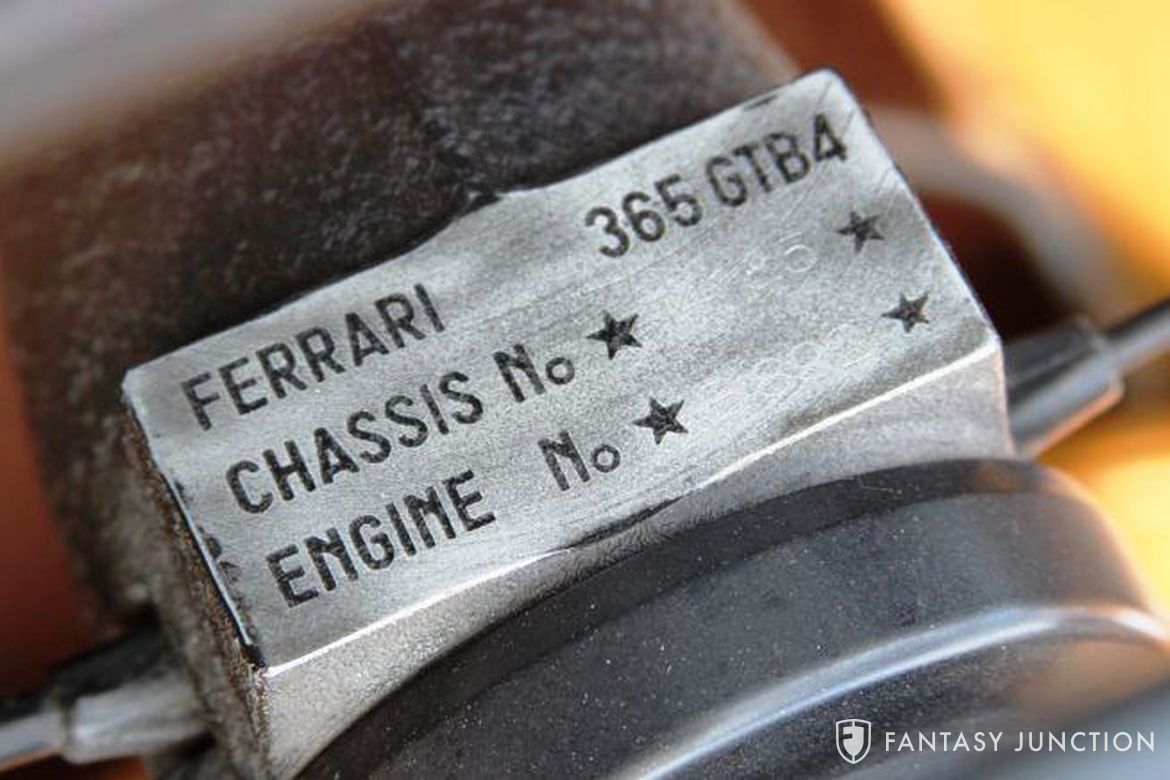 FERRARI 365 GTB4
CHASSIS No ★ ★
ENGINE No ★ ★
FANTASY JUNCTION